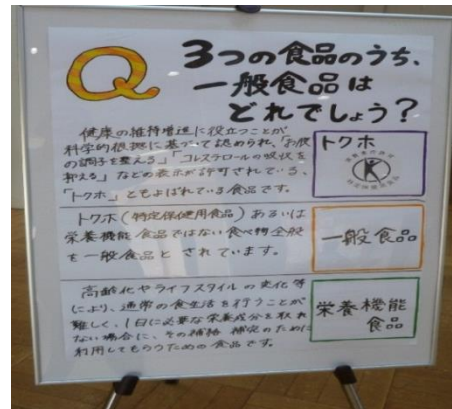 Q
3つの食品のうち、
一般食品は
どれでしょう？
健康の維持増進に役立つことが
科学的根拠に基づいて認められ、「お腹
の調子を整える」「コレステロールの吸収を
抑える」などの表示が許可されている、
「トクホ」ともよばれている食品です。
トクホ
トクホ(特定保健用食品)あるいは
栄養機能食品ではない食べ物全般
を一般食品とされています。
一般食品
高齢化やライフスタイルの変化等
により、通常の食生活を行うことが
難しく、1日に必要な栄養成分を取れ
ない場合に、その補給・補完のために
利用してもらうための食品です。
栄養機能
食品